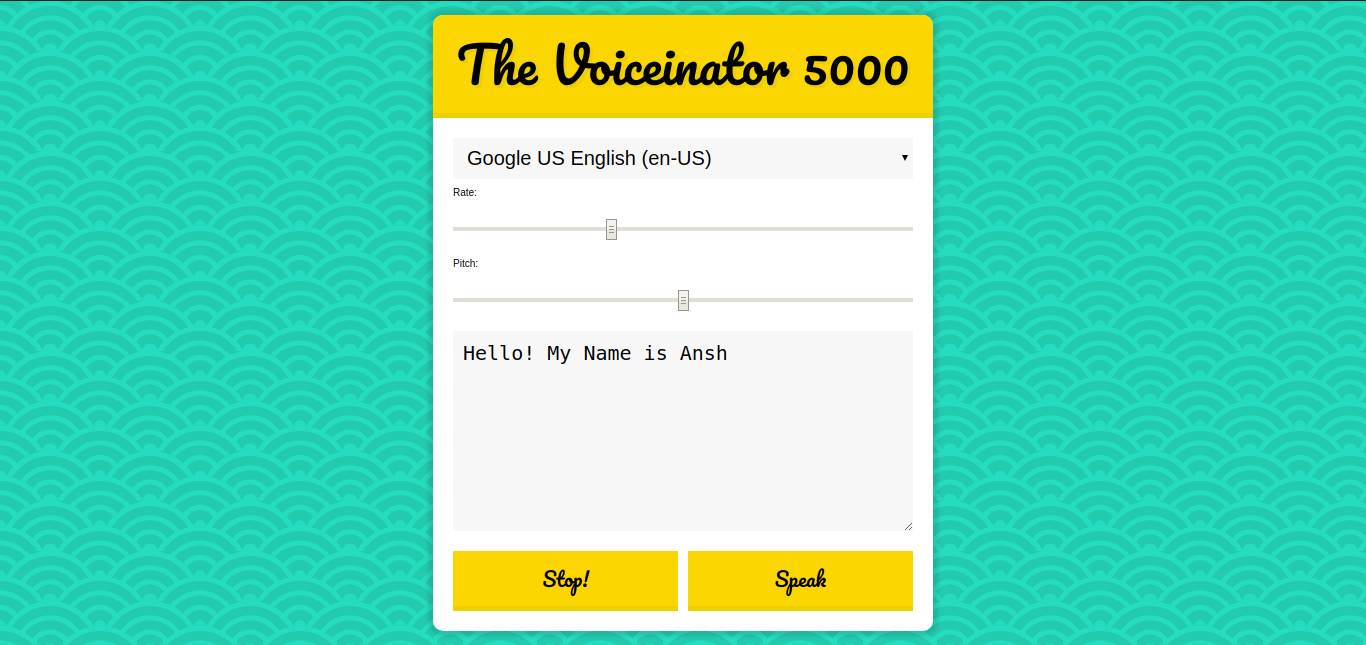 The Voiceinator 5000
Google US English (en-US)
Rate:
Pitch:
Hello! My Name is Ansh
Stop!
Speak